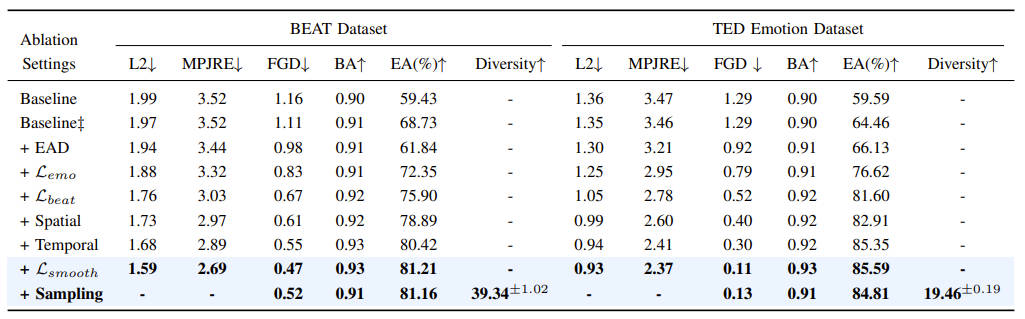 BEAT Dataset TED Emotion Dataset
Ablation
Settings L2↓ MPJRE↓ FGD↓ BA↑ EA(%)↑ Diversity↑ L2↓ MPJRE↓ FGD ↓ BA↑ EA(%)↑ Diversity↑
Baseline 1.99 3.52 1.16 0.90 59.43 - 1.36 3.47 1.29 0.90 59.59 -
Baseline‡ 1.97 3.52 1.11 0.91 68.73 - 1.35 3.46 1.29 0.90 64.46 -
+ EAD 1.94 3.44 0.98 0.91 61.84 - 1.30 3.21 0.92 0.91 66.13 -
+ ℒemo 1.88 3.32 0.83 0.91 72.35 - 1.25 2.95 0.79 0.91 76.62 -
+ ℒbeat 1.76 3.03 0.67 0.92 75.90 - 1.05 2.78 0.52 0.92 81.60 -
+ Spatial 1.73 2.97 0.61 0.92 78.89 - 0.99 2.60 0.40 0.92 82.91 -
+ Temporal 1.68 2.89 0.55 0.93 80.42 - 0.94 2.41 0.30 0.92 85.35 -
+ ℒsmooth 1.59 2.69 0.47 0.93 81.21 - 0.93 2.37 0.11 0.93 85.59 -
+ Sampling - - 0.52 0.91 81.16 39.34±1.02 - - 0.13 0.91 84.81 19.46±0.19